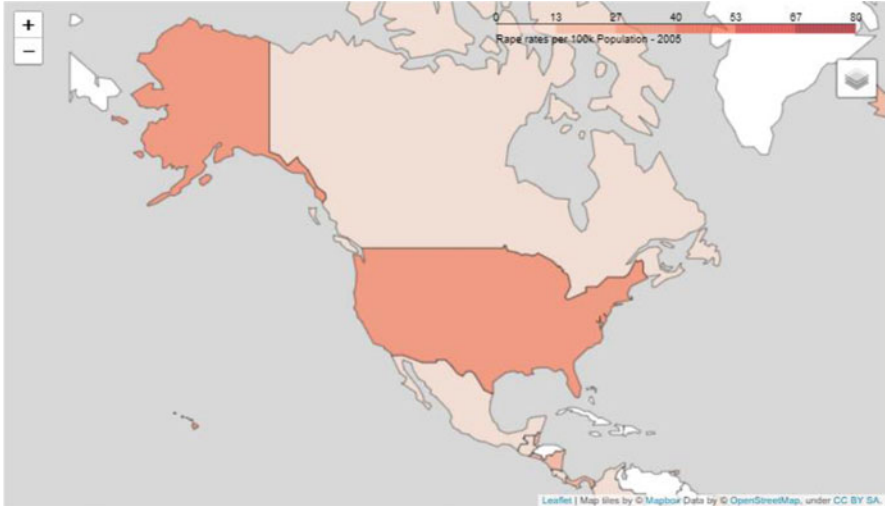 +
−
0 13 27 40 53 67 80
Rape rates per 100k Population - 2005
Leaflet | Map tiles by © Mapbox Data by © OpenStreetMap, under CC BY SA.